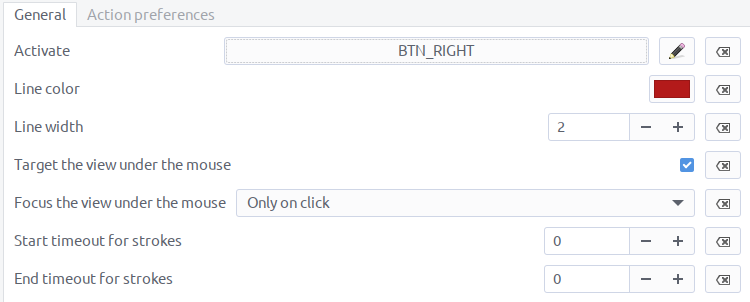 General Action preferences
Activate BTN_RIGHT
Line color
Line width 2
Target the view under the mouse
Focus the view under the mouse Only on click
Start timeout for strokes 0
End timeout for strokes 0